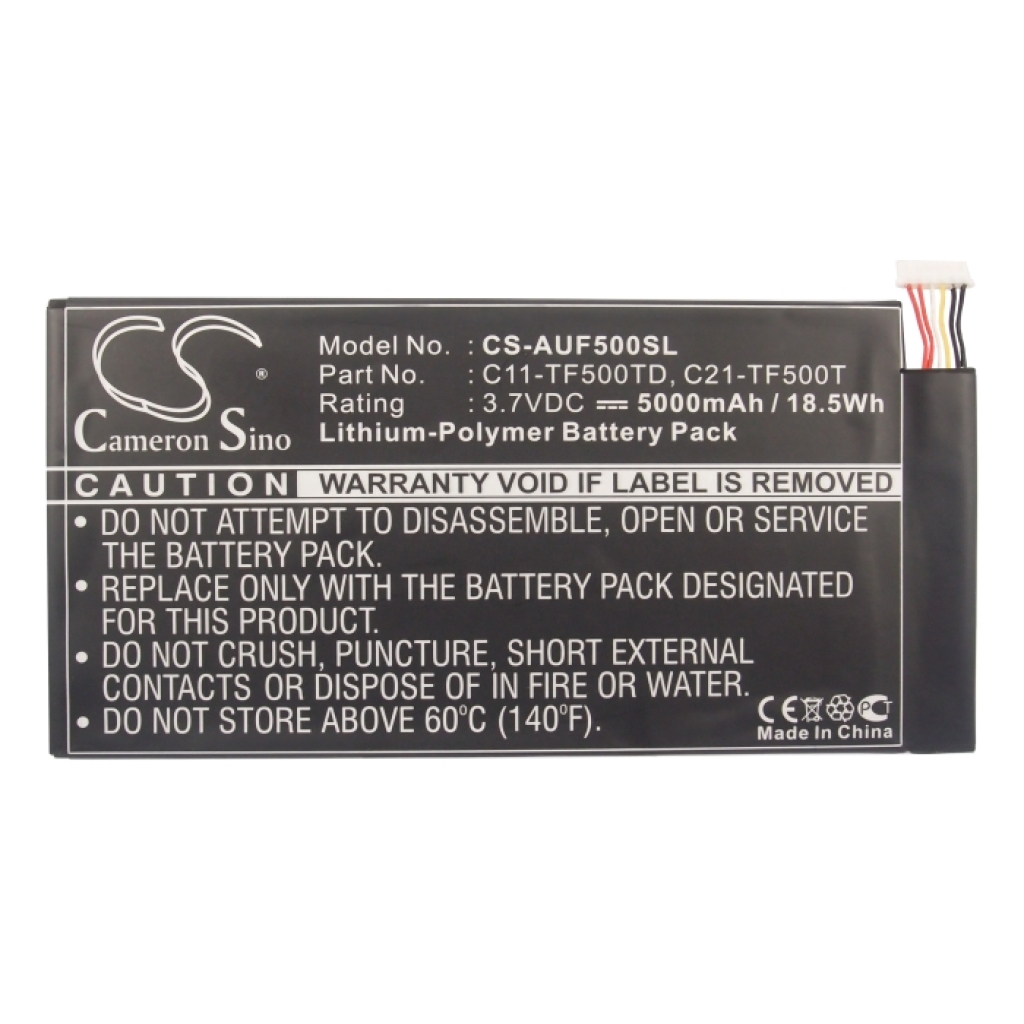 CS
®
Cameron Sino
Model No. : CS-AUF500SL
Part No. : C11-TF500TD, C21-TF500T
Rating : 3.7VDC ⎓ 5000mAh / 18.5Wh
Lithium-Polymer Battery Pack
CAUTION WARRANTY VOID IF LABEL IS REMOVED
• DO NOT ATTEMPT TO DISASSEMBLE, OPEN OR SERVICE
THE BATTERY PACK.
• REPLACE ONLY WITH THE BATTERY PACK DESIGNATED
FOR THIS PRODUCT.
• DO NOT CRUSH, PUNCTURE, SHORT EXTERNAL
CONTACTS OR DISPOSE OF IN FIRE OR WATER.
• DO NOT STORE ABOVE 60°C (140°F).
CE PCT
Made In China